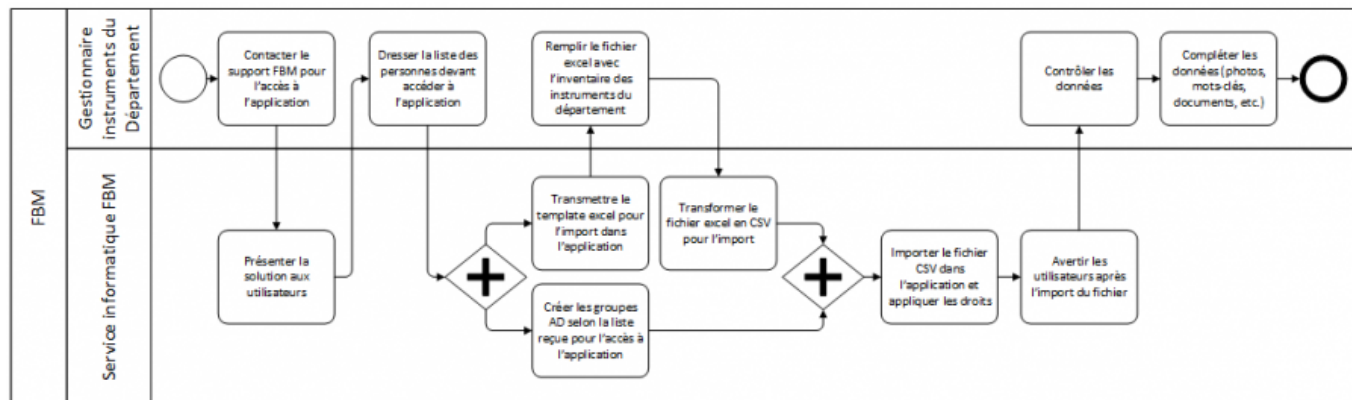 FBM
Gestionnaire
instruments du
Département
Contacter le
support FBM pour
l'accès à
l'application
Dresser la liste des
personnes devant
accéder à
l'application
Remplir le fichier
excel avec
l'inventaire des
instruments du
département
Contrôler les
données
Compléter les
données (photos,
mots-clés,
documents, etc.)
Service informatique FBM
Présenter la
solution aux
utilisateurs
Transmettre le
template excel pour
l'import dans
l'application
Créer les groupes
AD selon la liste
reçue pour l'accès à
l'application
Transformer le
fichier excel en CSV
pour l'import
Importer le fichier
CSV dans
l'application et
appliquer les droits
Avertir les
utilisateurs après
l'import du fichier